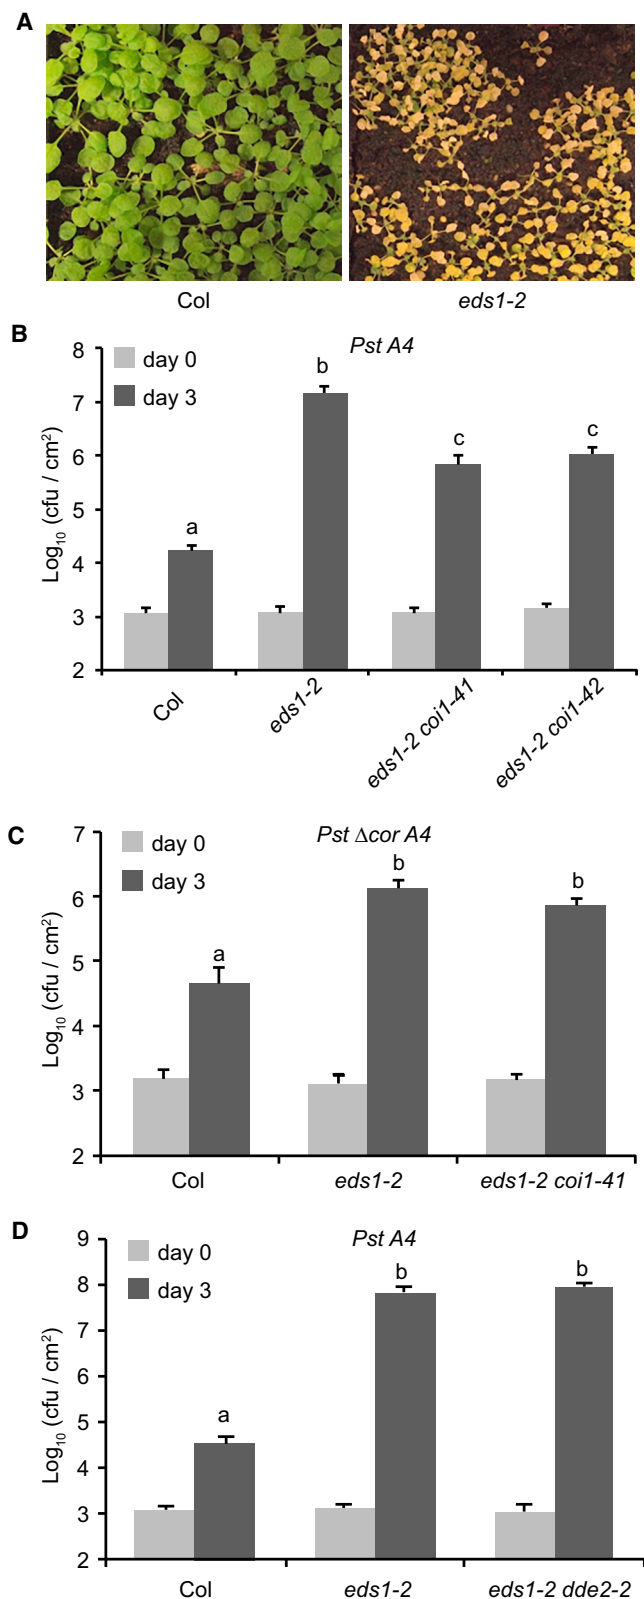 A
Col
eds1-2
B
Pst A4
day 0
day 3
8
7
6
5
4
3
2
Log10 (cfu / cm2)
a
b
c
c
Col
eds1-2
eds1-2 coi1-41
eds1-2 coi1-42
C
Pst Δcor A4
day 0
day 3
7
6
5
4
3
2
Log10 (cfu / cm2)
a
b
b
Col
eds1-2
eds1-2 coi1-41
D
Pst A4
day 0
day 3
9
8
7
6
5
4
3
2
Log10 (cfu / cm2)
a
b
b
Col
eds1-2
eds1-2 dde2-2